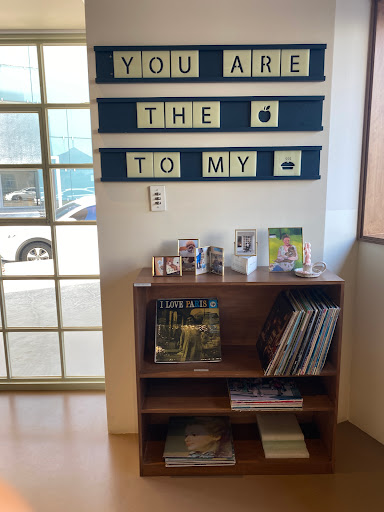 YOU ARE
THE
TO MY
I LOVE PARIS